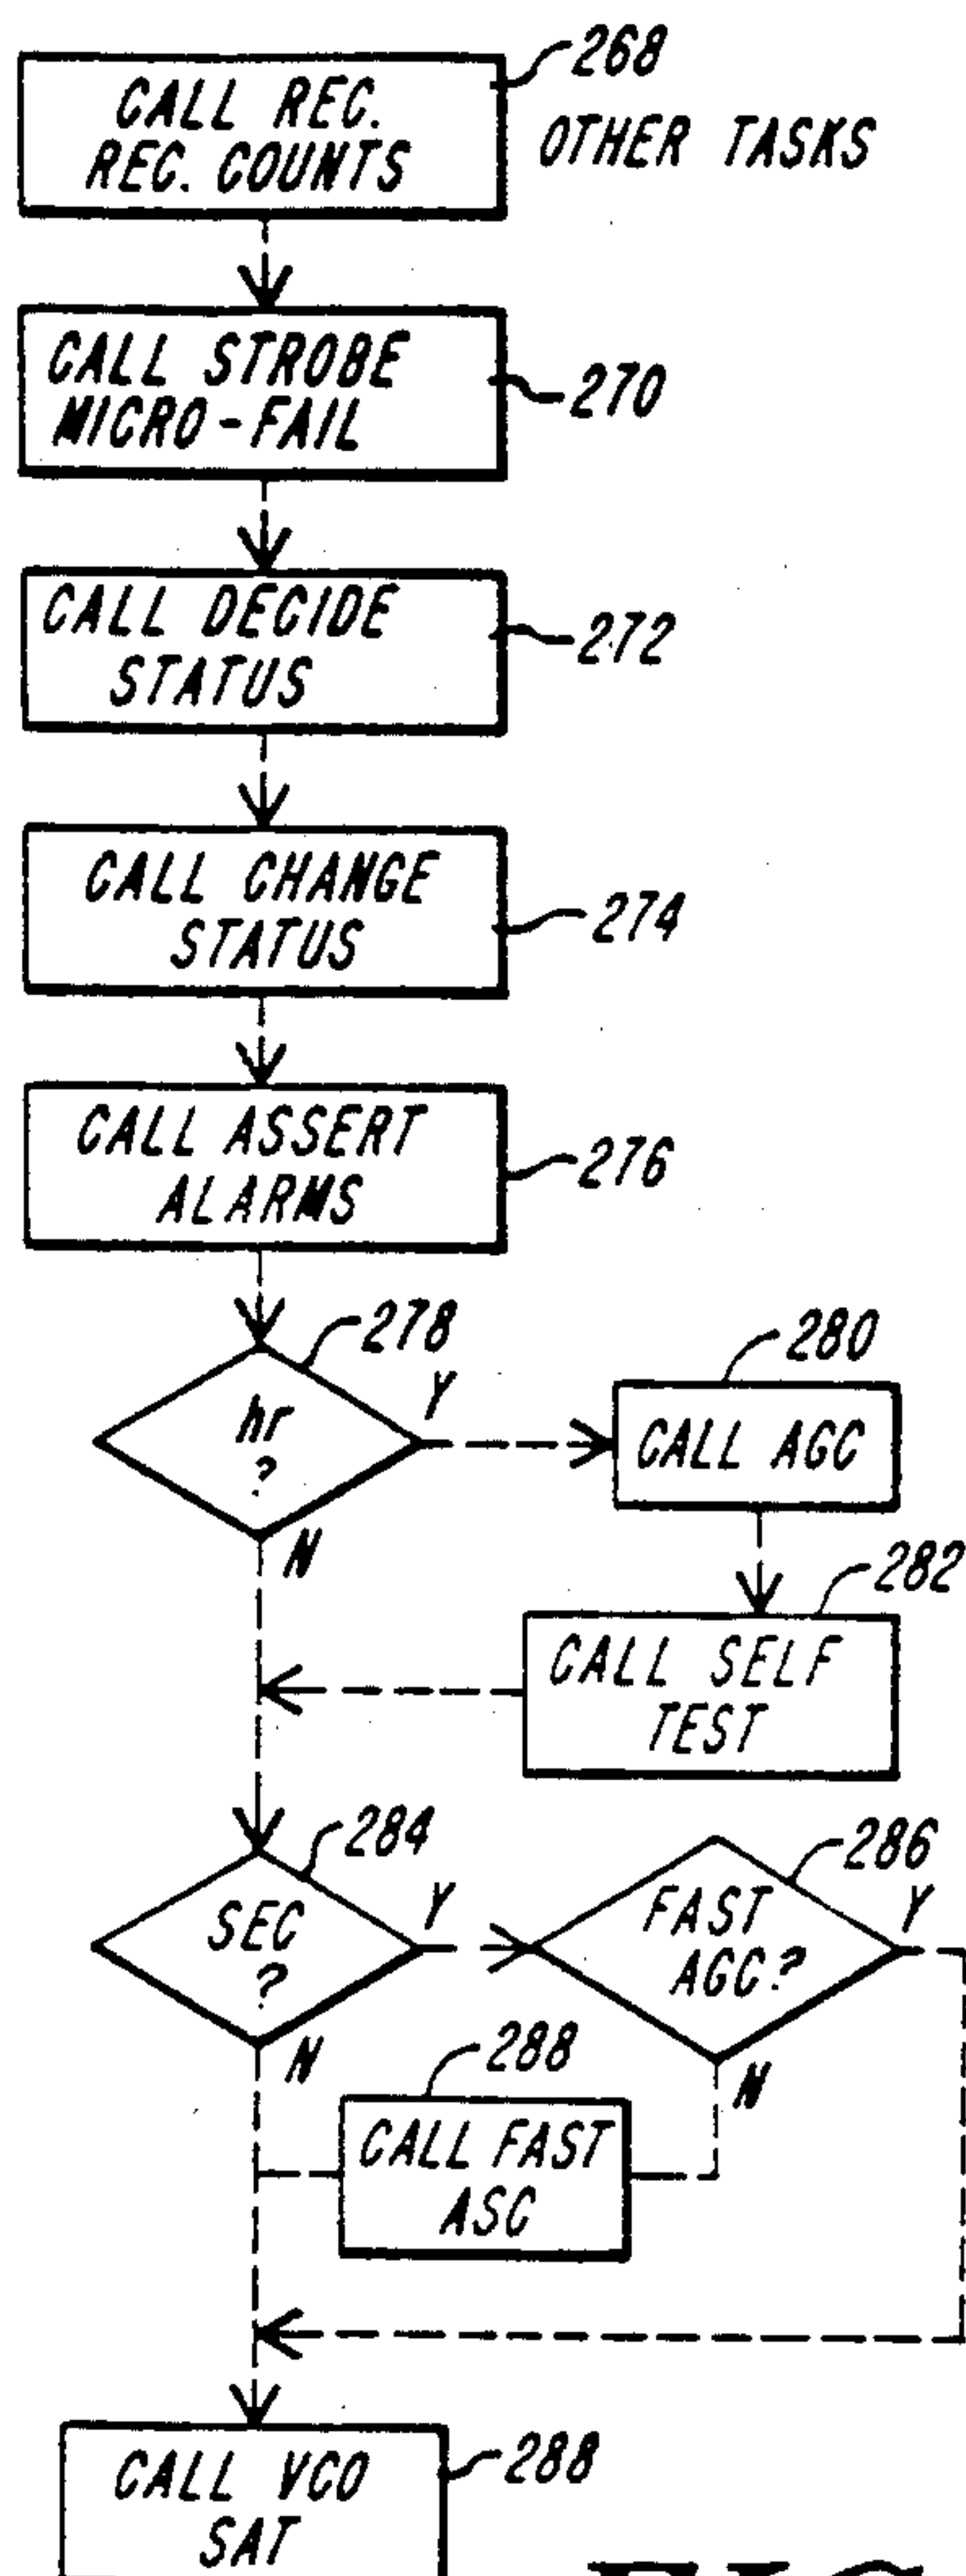 268
CALL REC.
REC. COUNTS
OTHER TASKS
CALL STROBE
MICRO-FAIL
270
CALL DECIDE
STATUS
272
CALL CHANGE
STATUS
274
CALL ASSERT
ALARMS
276
278
hr
?
Y
N
280
CALL AGC
282
CALL SELF
TEST
284
SEC
?
Y
N
286
FAST
AGC?
Y
N
288
CALL FAST
ASC
CALL VCO
SAT
288